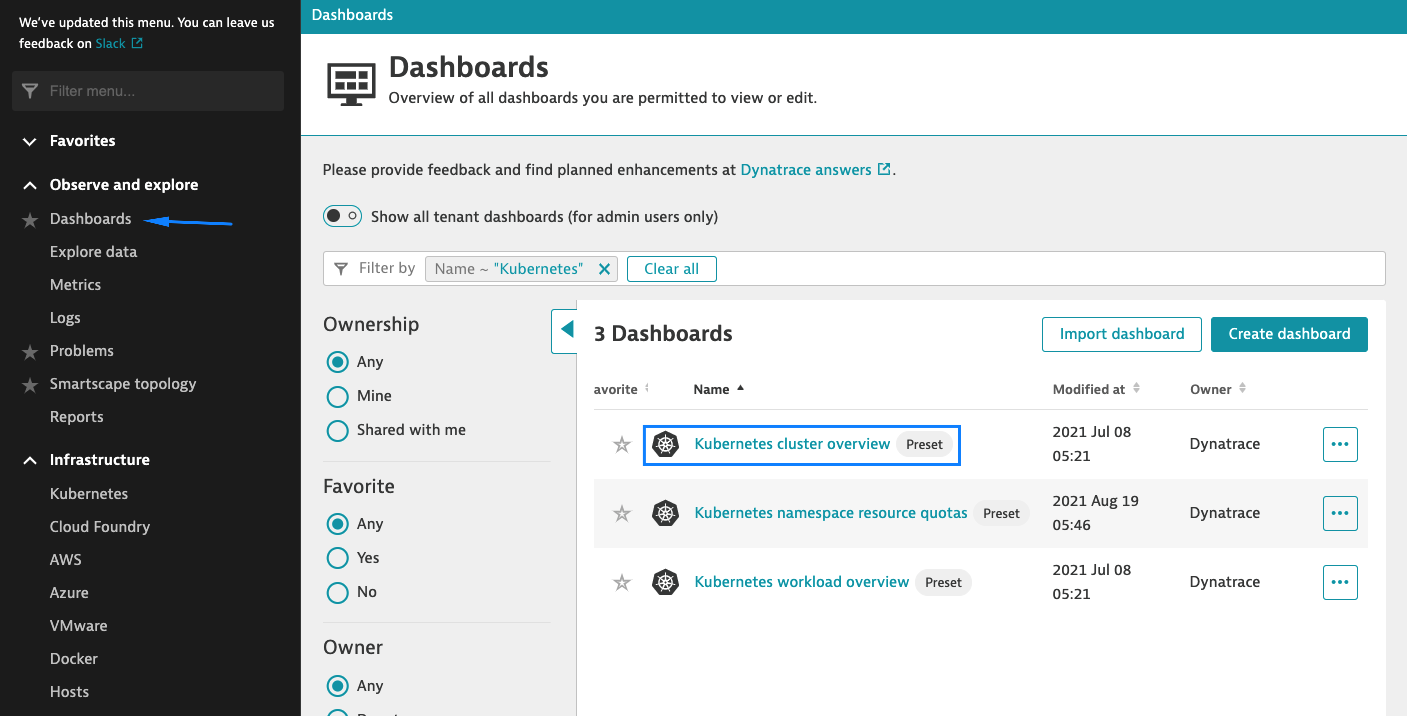 We've updated this menu. You can leave us
feedback on Slack
Filter menu...
Favorites
Observe and explore
Dashboards
Explore data
Metrics
Logs
Problems
Smartscape topology
Reports
Infrastructure
Kubernetes
Cloud Foundry
AWS
Azure
VMware
Docker
Hosts
Dashboards
Dashboards
Overview of all dashboards you are permitted to view or edit.
Please provide feedback and find planned enhancements at Dynatrace answers .
Show all tenant dashboards (for admin users only)
Filter by Name ~ "Kubernetes" Clear all
Ownership
Any
Mine
Shared with me
Favorite
Any
Yes
No
Owner
Any
3 Dashboards Import dashboard Create dashboard
avorite Name Modified at Owner
Kubernetes cluster overview Preset 2021 Jul 08 05:21 Dynatrace ...
Kubernetes namespace resource quotas Preset 2021 Aug 19 05:46 Dynatrace ...
Kubernetes workload overview Preset 2021 Jul 08 05:21 Dynatrace ...